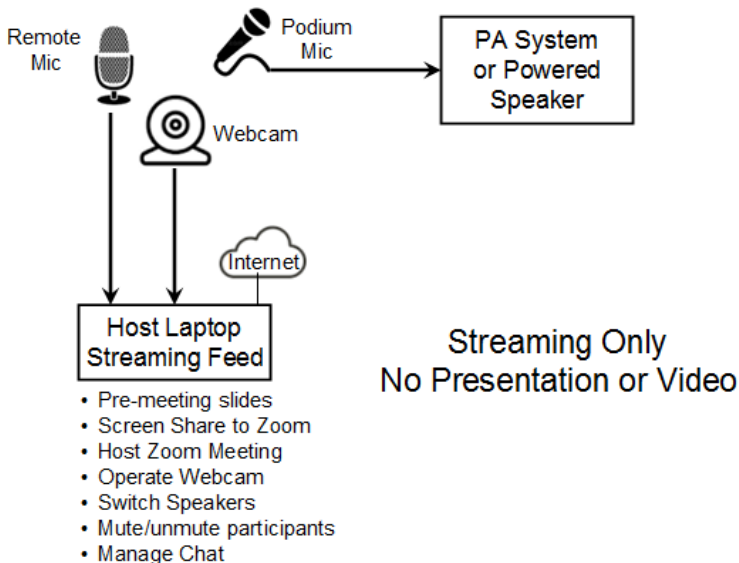 Remote
Mic
Podium
Mic
PA System
or Powered
Speaker
Webcam
Internet
Host Laptop
Streaming Feed
Streaming Only
No Presentation or Video
• Pre-meeting slides
• Screen Share to Zoom
• Host Zoom Meeting
• Operate Webcam
• Switch Speakers
• Mute/unmute participants
• Manage Chat